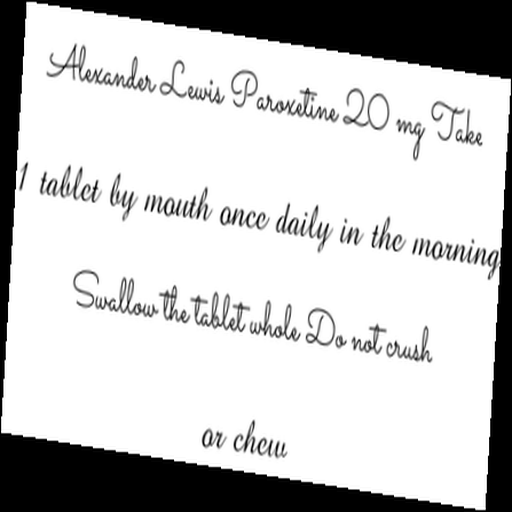 Alexander Lewis Paroxetine 20 mg Take
1 tablet by mouth once daily in the morning.
Swallow the tablet whole Do not crush
or chew